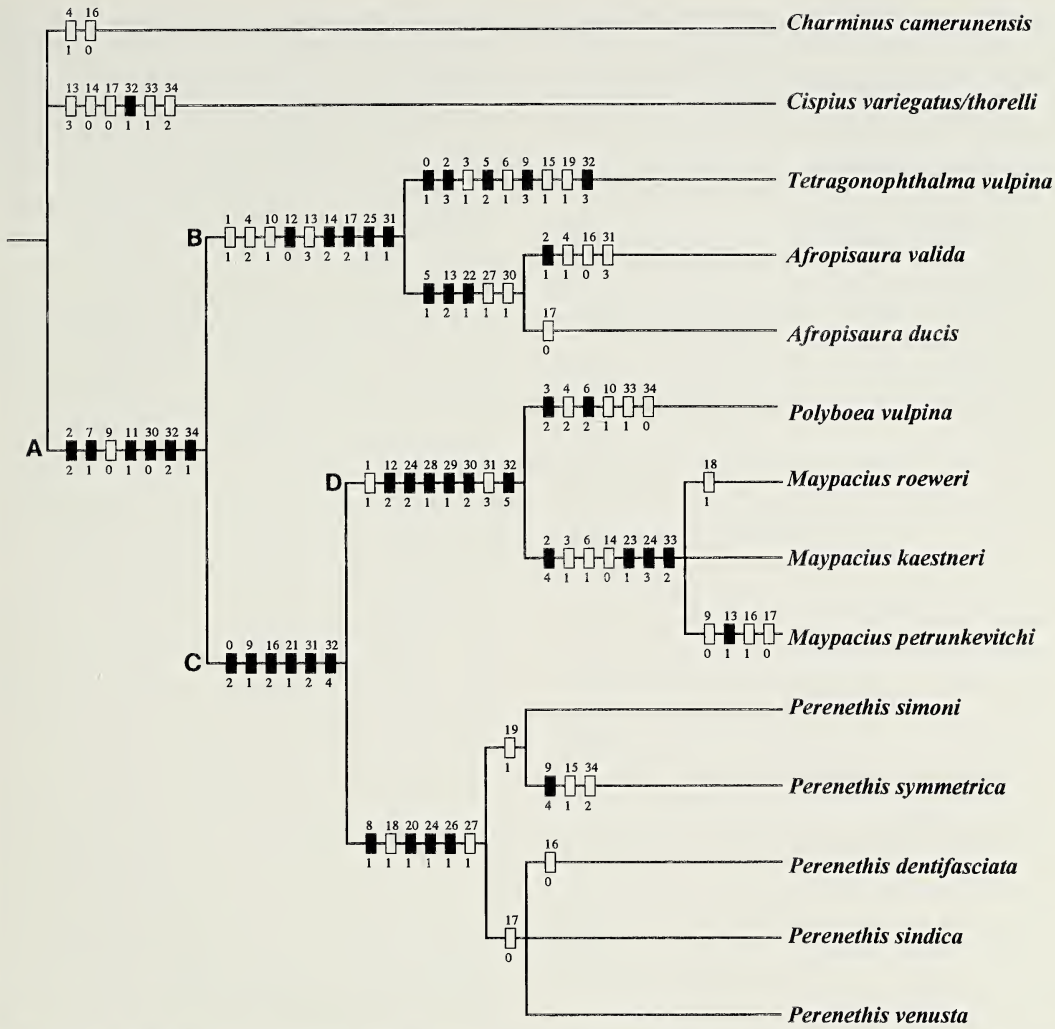 4 16
Charminus camerunensis
1 0
13 14 17 32 33 34
Cispius variegatus/thorelli
3 0 0 1 1 2
0 2 3 5 6 9 15 19 32
Tetragonophthalma vulpina
1 3 1 2 1 3 1 1 3
1 4 10 12 13 14 17 25 31
B
1 2 1 0 3 2 2 1 1
2 4 16 31
Afropisaura valida
1 1 0 3
5 13 22 27 30
1 2 1 1 1
17
Afropisaura ducis
0
3 4 6 10 33 34
Polyboea vulpina
2 2 2 1 1 0
2 7 9 11 30 32 34
A
2 1 0 1 0 2 1
1 12 24 28 29 30 31 32
D
1 2 2 1 1 2 3 5
18
Maypacius roeweri
1
2 3 6 14 23 24 33
Maypacius kaestneri
4 1 1 0 1 3 2
9 13 16 17
Maypacius petrunkevitchi
0 1 1 0
0 9 16 21 31 32
C
2 1 2 1 2 4
Perenethis simoni
19
1
9 15 34
Perenethis symmetrica
4 1 2
8 18 20 24 26 27
1 1 1 1 1 1
16
Perenethis dentifasciata
0
17
Perenethis sindica
0
Perenethis venusta